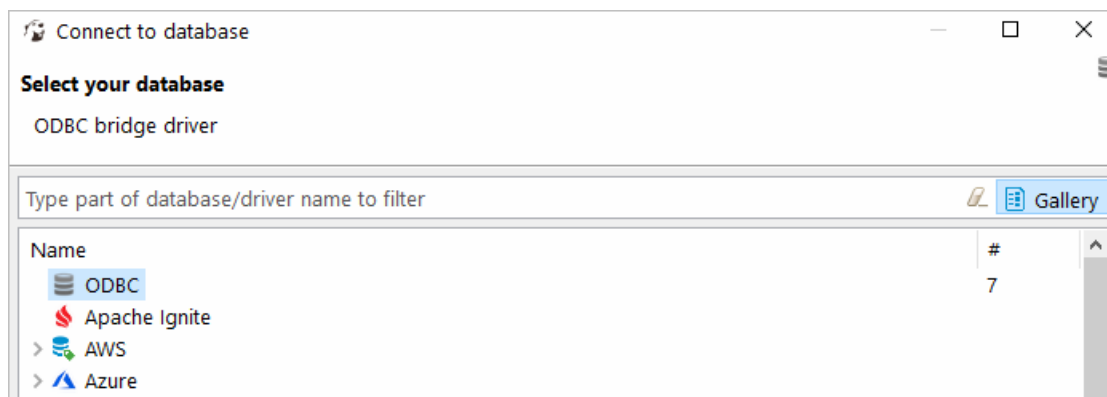 Connect to database
Select your database
ODBC bridge driver
Type part of database/driver name to filter Gallery
Name #
ODBC 7
Apache Ignite
AWS
Azure